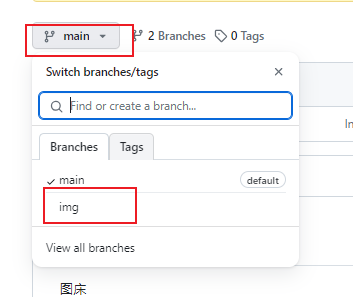 main
2 Branches
0 Tags
Switch branches/tags
Find or create a branch...
Branches
Tags
main
default
In
img
View all branches
图床